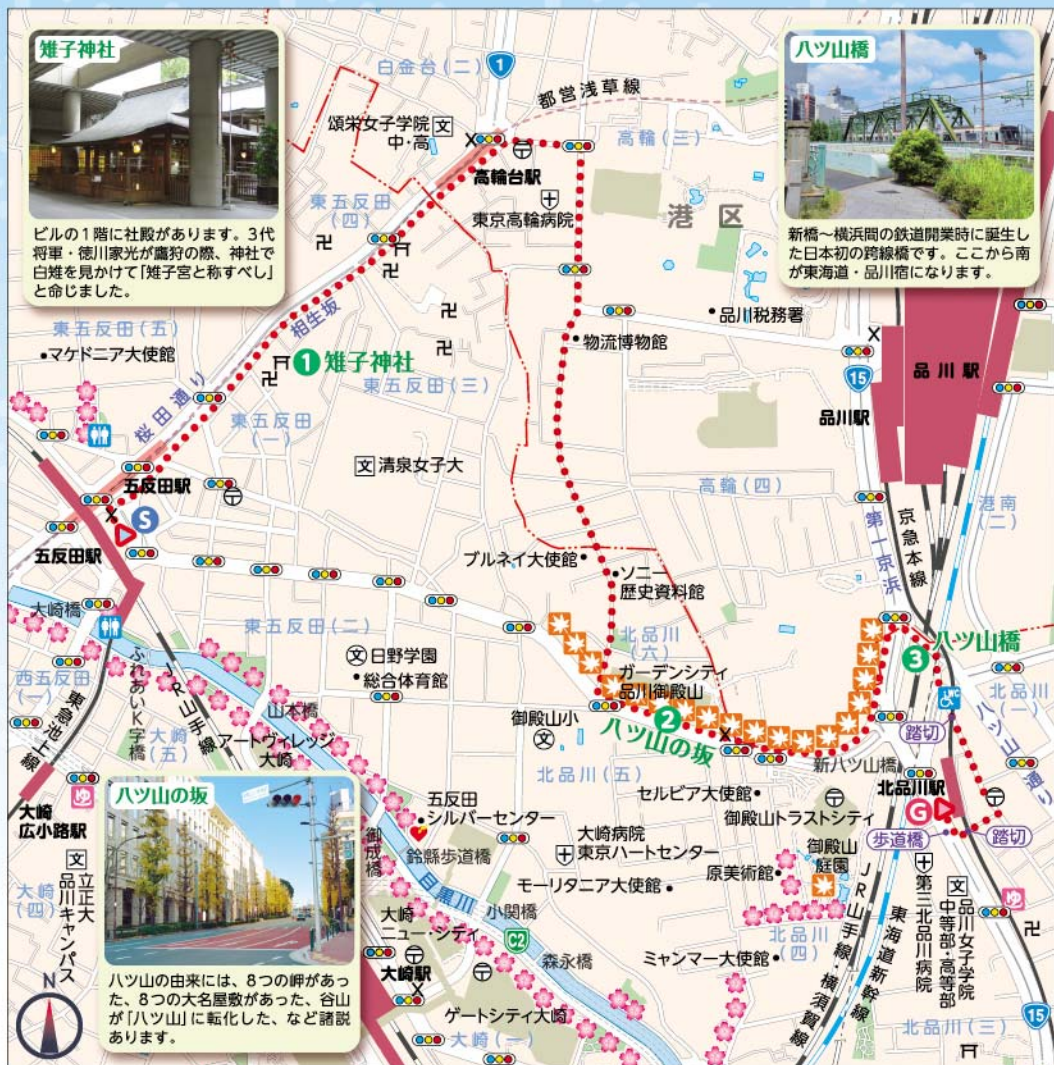 雉子神社
ビルの1階に社殿があります。3代
将軍・徳川家光が鷹狩の際、神社で
白雉を見かけて「雉子宮と称すべし」
と命じました。
八ツ山橋
新橋〜横浜間の鉄道開業時に誕生し
た日本初の跨線橋です。ここから南
が東海道・品川宿になります。
白金台(二)
1
都営浅草線
頌栄女子学院
中・高
文
高輪台駅
高輪(三)
東京高輪病院
港区
東五反田
(四)
相生坂
品川税務署
物流博物館
東五反田(五)
マケドニア大使館
1 雉子神社
東五反田(三)
桜田通り
東五反田
(一)
15
品川駅
品川駅
五反田駅
文 清泉女子大
高輪(四)
S
五反田駅
第一京浜
京急本線
港南
(二)
ブルネイ大使館
ソニー
歴史資料館
大崎橋
東五反田(二)
北品川
(六)
西五反田
(一)
文 日野学園
総合体育館
ガーデンシティ
品川御殿山
3 八ツ山橋
ふれあいK字橋
JR山手線
東急池上線
山本橋
アートヴィレッジ
大崎
御殿山小
文
2
八ツ山の坂
WC
北品川
(一)
八ツ山通り
踏切
大崎
(五)
北品川(五)
新八ツ山橋
北品川駅
ゆ
大崎
広小路駅
セルビア大使館
御殿山トラストシティ
G
八ツ山の坂
五反田
シルバーセンター
歩道橋
踏切
御成橋
鈴縣歩道橋
大崎病院
東京ハートセンター
御殿山
庭園
原美術館
文
立正大
品川キャンパス
大崎
(四)
目黒川
モーリタニア大使館
文
品川女子学院
中等部・高等部
第三北品川病院
ゆ
小関橋
大崎
ニュー・シティ
C2
北品川
(四)
JR山手線・横須賀線
東海道新幹線
八ツ山の由来には、8つの岬があっ
た、8つの大名屋敷があった、谷山
が「八ツ山」に転化した、など諸説
あります。
大崎駅
森永橋
ミャンマー大使館
N
ゲートシティ大崎
大崎(一)
北品川(三)
15